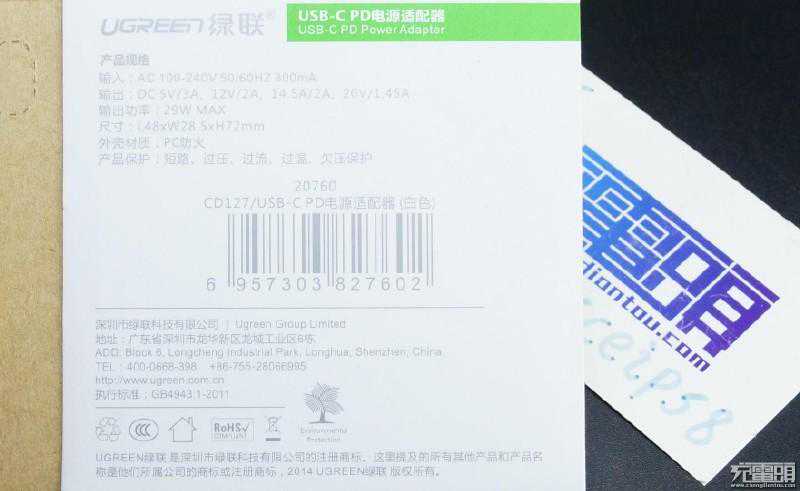 UGREEN绿联
USB-C PD电源适配器
USB-C PD Power Adaptor
产品规格
输入：AC 100-240V 50/60HZ 800mA
输出：DC 5V/3A, 12V/2A, 14.5A/2A, 20V/1.45A
输出功率：29W MAX
尺寸：L48xW28.5xH72mm
外壳材质：PC防火
产品保护：短路、过压、过流、过温、欠压保护
20760
CD127/USB-C PD电源适配器 (白色)
6 957303 827602
深圳市绿联科技有限公司 | Ugreen Group Limited
地址：广东省深圳市龙华新区龙城工业区6栋
ADD: Block 6, Longcheng Industrial Park, Longhua, Shenzhen, China
TEL: 400-0668-398 +86-755-28066995
http://www.ugreen.com.cn
执行标准：GB4943.1-2011
CCC
RoHS
COMPLIANT
Environmental
Protection
UGREEN绿联 是深圳市绿联科技有限公司的注册商标。这里提及的所有其他产品和产品名
称是他们所属公司的商标或注册商标，2014 UGREEN绿联 版权所有。
充电头
diantou.com
充电头
www.chongdiantou.com